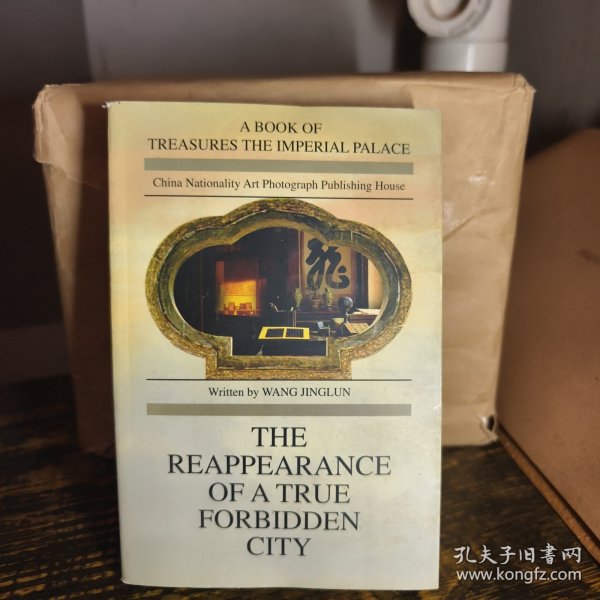 A BOOK OF
TREASURES THE IMPERIAL PALACE
China Nationality Art Photograph Publishing House
Written by WANG JINGLUN
THE
REAPPEARANCE
OF A TRUE
FORBIDDEN
CITY
孔夫子旧书网
www.kongfz.com